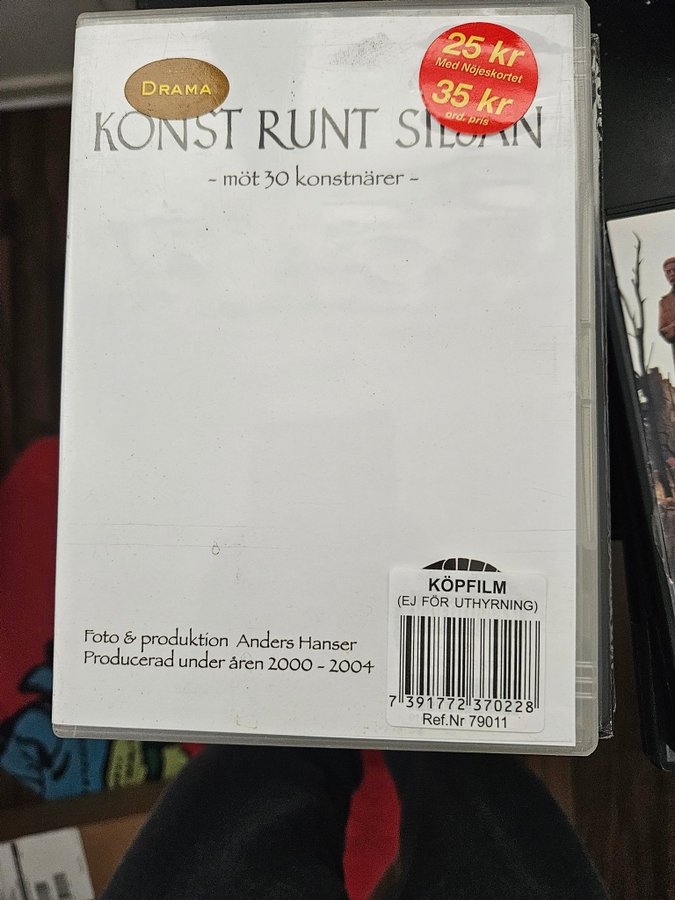 DRAMA
25 kr
Med Nöjeskortet
35 kr
ord. pris
KONST RUNT SILJAN
- möt 30 konstnärer -
KÖPFILM
(EJ FÖR UTHYRNING)
7 391772 370228
Ref.Nr 79011
Foto & produktion Anders Hanser
Producerad under åren 2000 - 2004